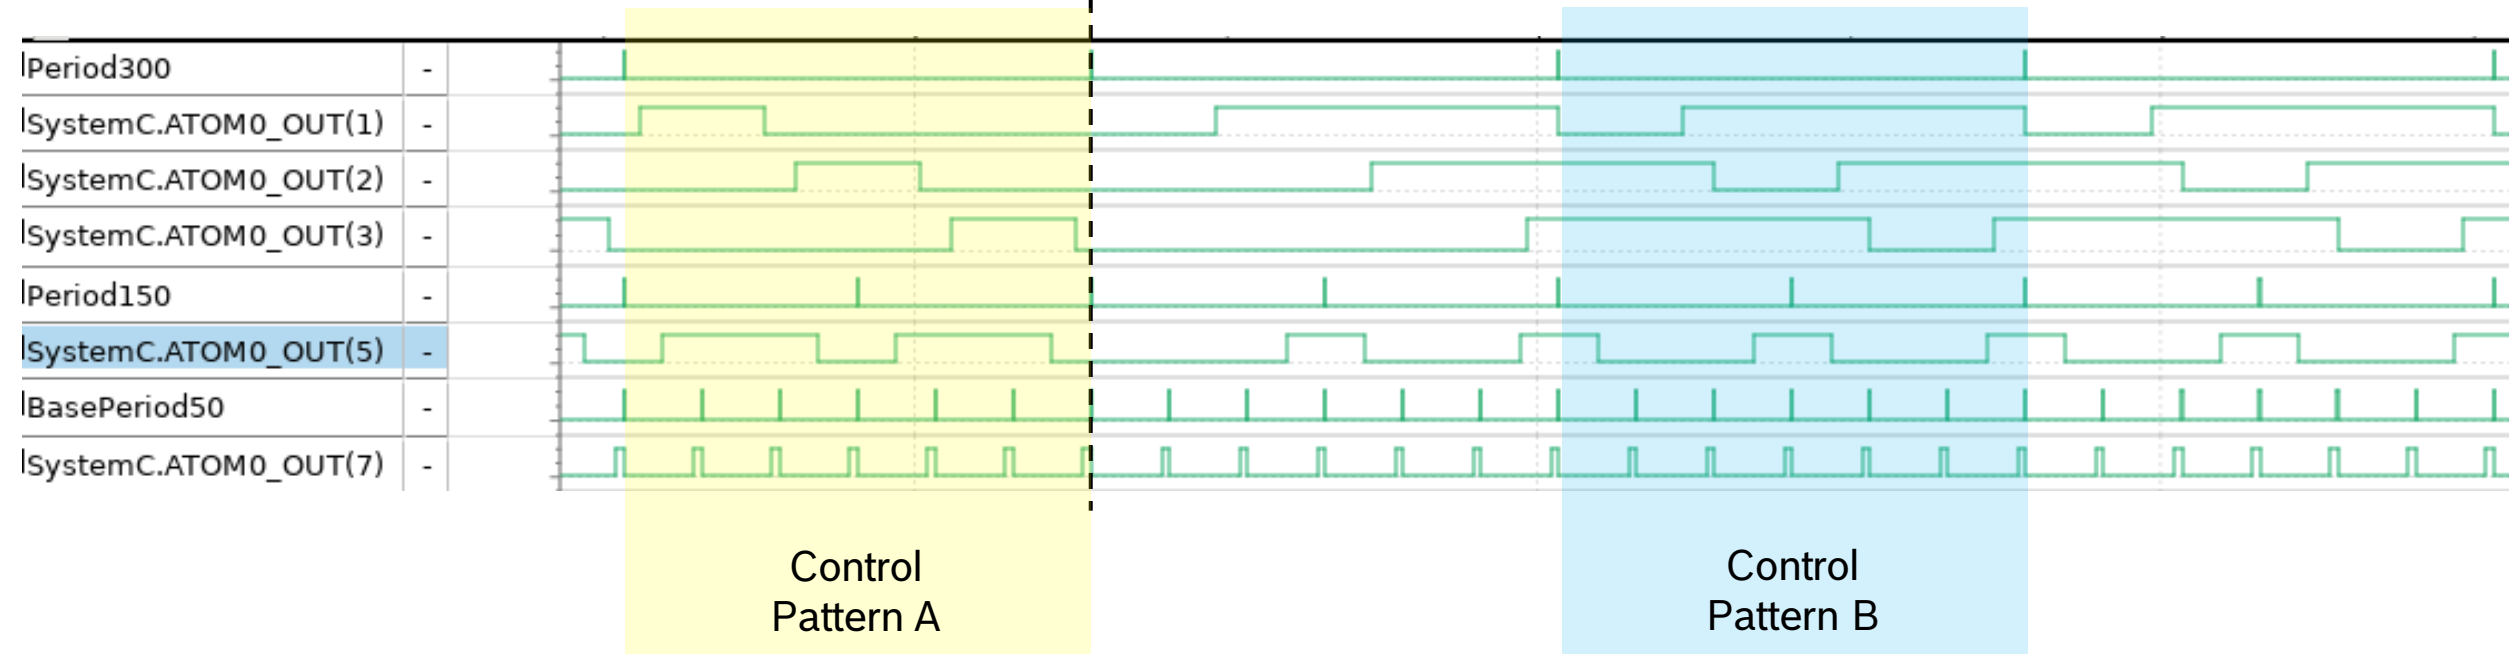 Period300 -
SystemC.ATOM0_OUT(1) -
SystemC.ATOM0_OUT(2) -
SystemC.ATOM0_OUT(3) -
Period150 -
SystemC.ATOM0_OUT(5) -
BasePeriod50 -
SystemC.ATOM0_OUT(7) -
Control
Pattern A
Control
Pattern B